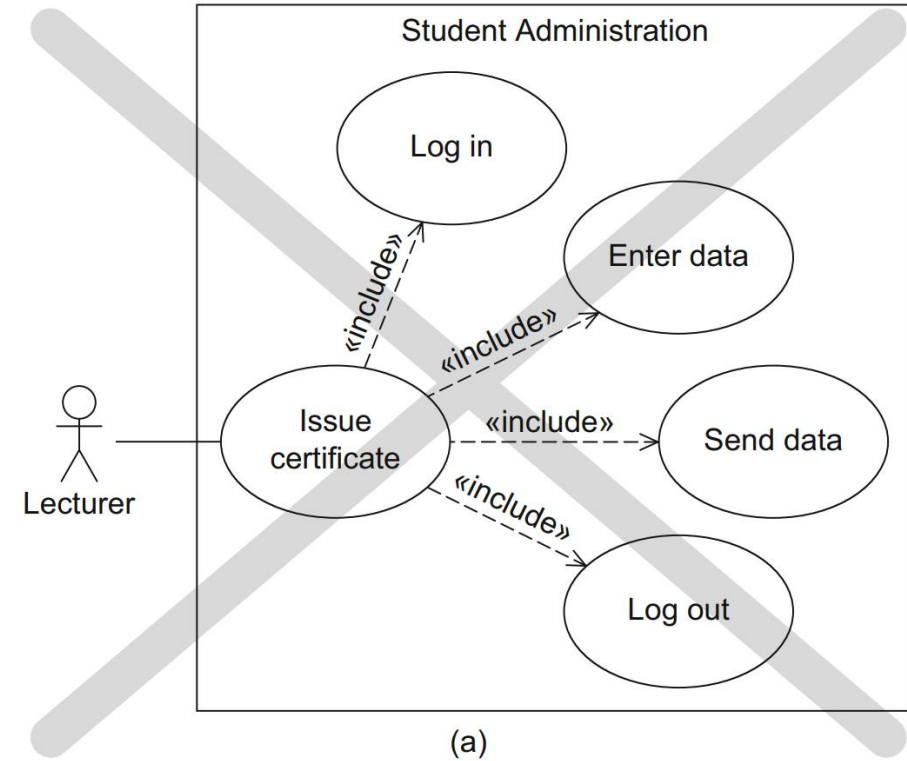 Student Administration
Log in
«include»
Enter data
«include»
Issue
certificate
«include»
Send data
Lecturer
«include»
Log out
(a)